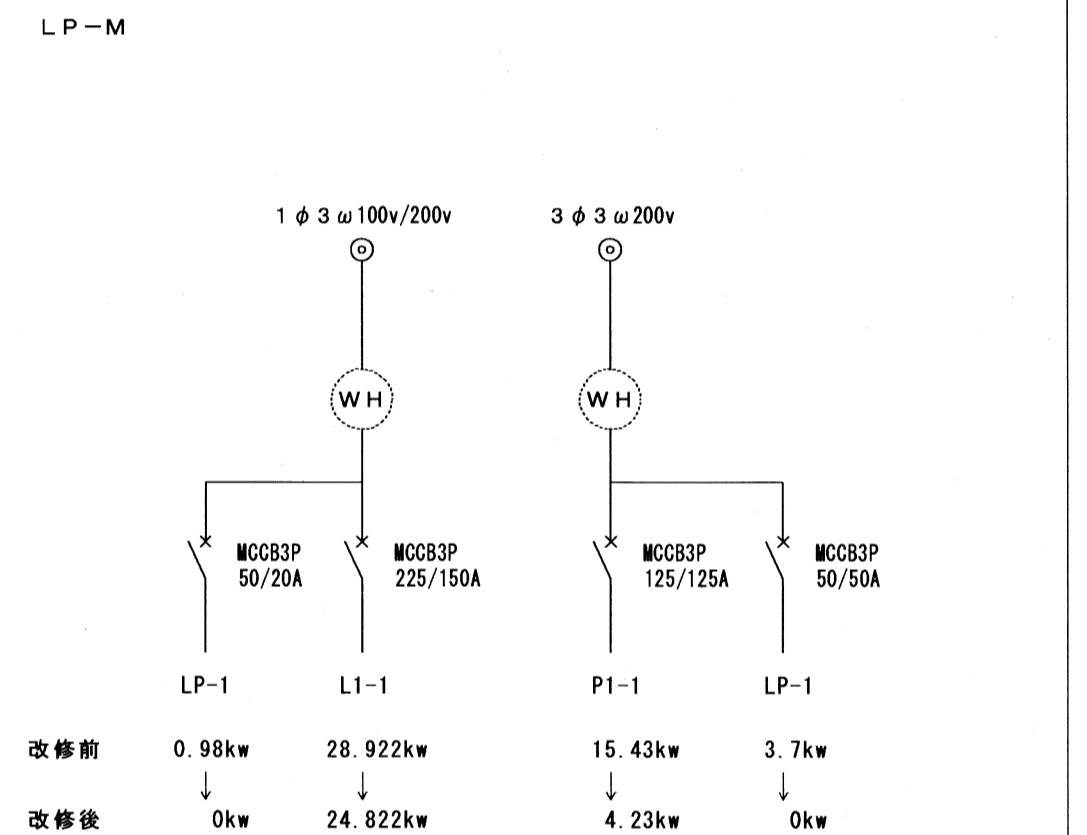 LP－M
1φ3ω100v/200v 3φ3ω200v
WH WH
MCCB3P MCCB3P MCCB3P MCCB3P
50/20A 225/150A 125/125A 50/50A
LP-1 L1-1 P1-1 LP-1
改修前 0.98kw 28.922kw 15.43kw 3.7kw
↓ ↓ ↓ ↓
改修後 0kw 24.822kw 4.23kw 0kw